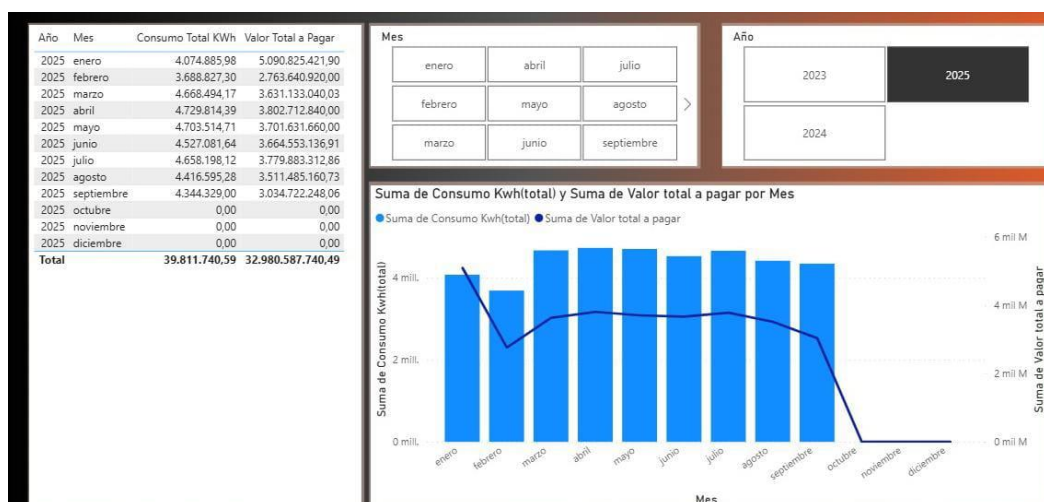 Año Mes Consumo Total KWh Valor Total a Pagar
2025 enero 4.074.885,98 5.090.825.421,90
2025 febrero 3.688.827,30 2.763.640.920,00
2025 marzo 4.668.494,17 3.631.133.040,03
2025 abril 4.729.814,39 3.802.712.840,00
2025 mayo 4.703.514,71 3.701.631.660,00
2025 junio 4.527.081,64 3.664.553.136,91
2025 julio 4.658.198,12 3.779.883.312,86
2025 agosto 4.416.595,28 3.511.485.160,73
2025 septiembre 4.344.329,00 3.034.722.248,06
2025 octubre 0,00 0,00
2025 noviembre 0,00 0,00
2025 diciembre 0,00 0,00
Total 39.811.740,59 32.980.587.740,49
Mes
enero abril julio
febrero mayo agosto
marzo junio septiembre
Año
2023 2025
2024
Suma de Consumo Kwh(total) y Suma de Valor total a pagar por Mes
Suma de Consumo Kwh(total) Suma de Valor total a pagar
Suma de Consumo Kwh(total)
4 mill.
2 mill.
0 mill.
6 mil M
4 mil M
2 mil M
0 mil M
Suma de Valor total a pagar
enero febrero marzo abril mayo junio julio agosto septiembre octubre noviembre diciembre
Mes